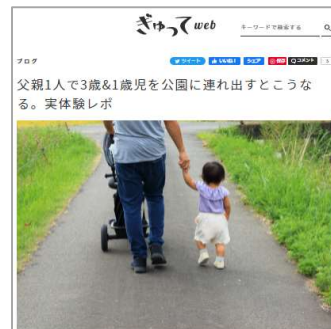 ぎゅって web
キーワードで検索する
ブログ
ツイート いいね! シェア 保存 コメント
父親1人で3歳&1歳児を公園に連れ出すとこうな
る。実体験レポ